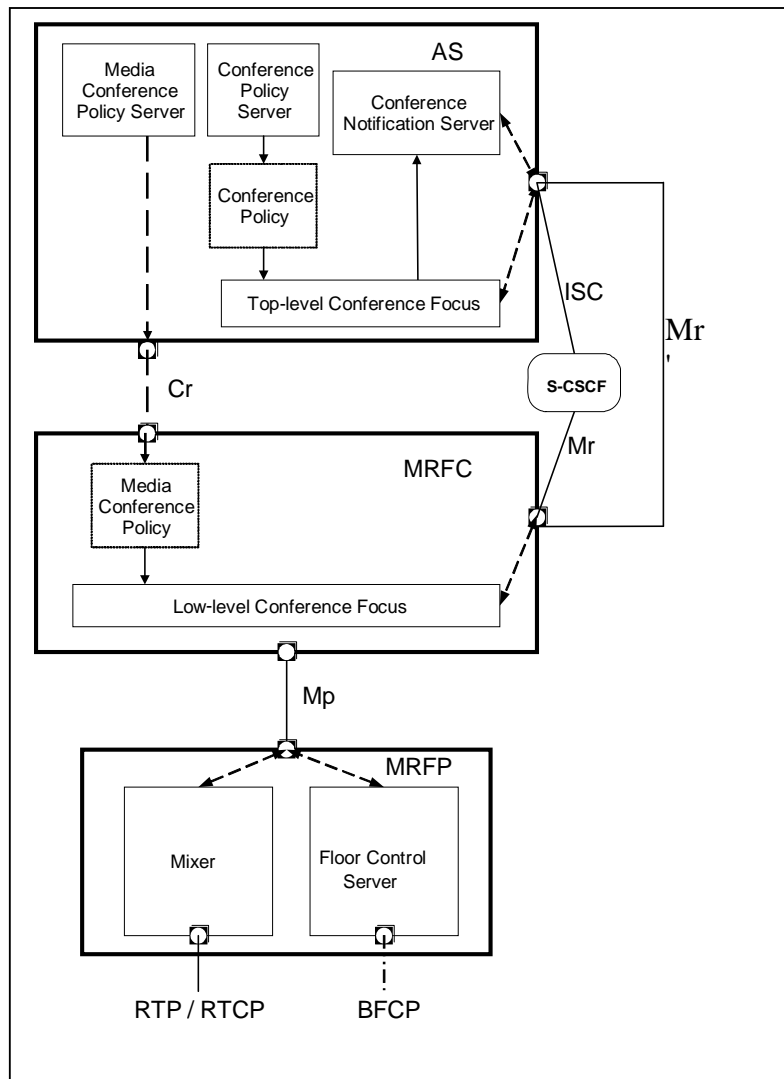 AS
Media
Conference
Policy Server
Conference
Policy
Server
Conference
Notification Server
Conference
Policy
Top-level Conference Focus
ISC
Mr
'
S-CSCF
Cr
Mr
MRFC
Media
Conference
Policy
Low-level Conference Focus
Mp
MRFP
Mixer
Floor Control
Server
RTP / RTCP
BFCP